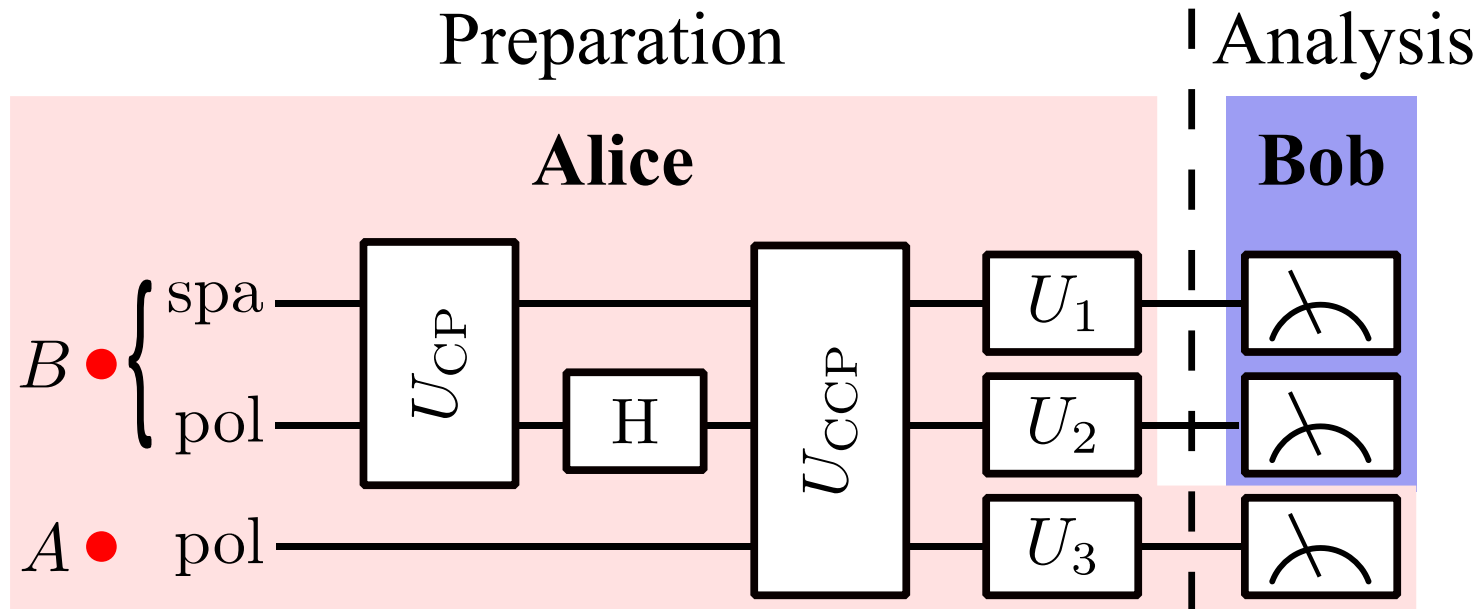 Preparation
Analysis
Alice
Bob
B
spa
pol
A
pol
U_CP
H
U_CCP
U_1
U_2
U_3